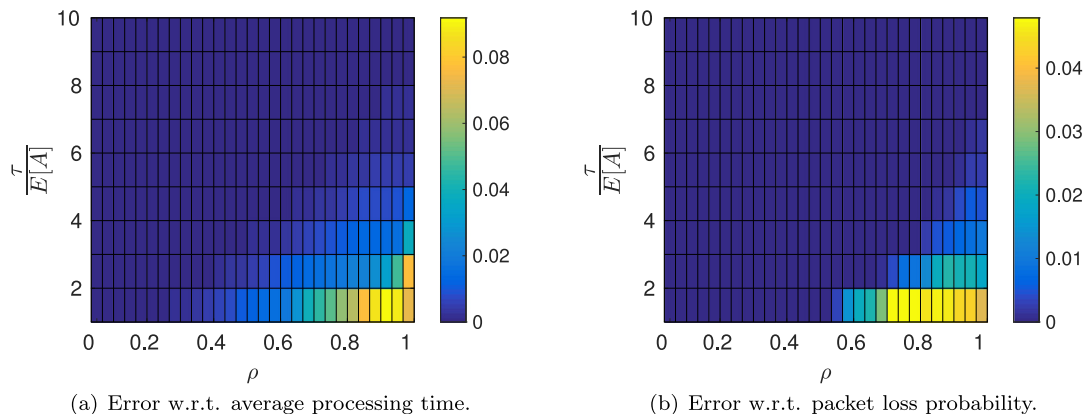 10
8
6
4
2
τ
E[A]
0 0.2 0.4 0.6 0.8 1
ρ
0.08
0.06
0.04
0.02
0
(a) Error w.r.t. average processing time.
10
8
6
4
2
τ
E[A]
0 0.2 0.4 0.6 0.8 1
ρ
0.04
0.03
0.02
0.01
0
(b) Error w.r.t. packet loss probability.